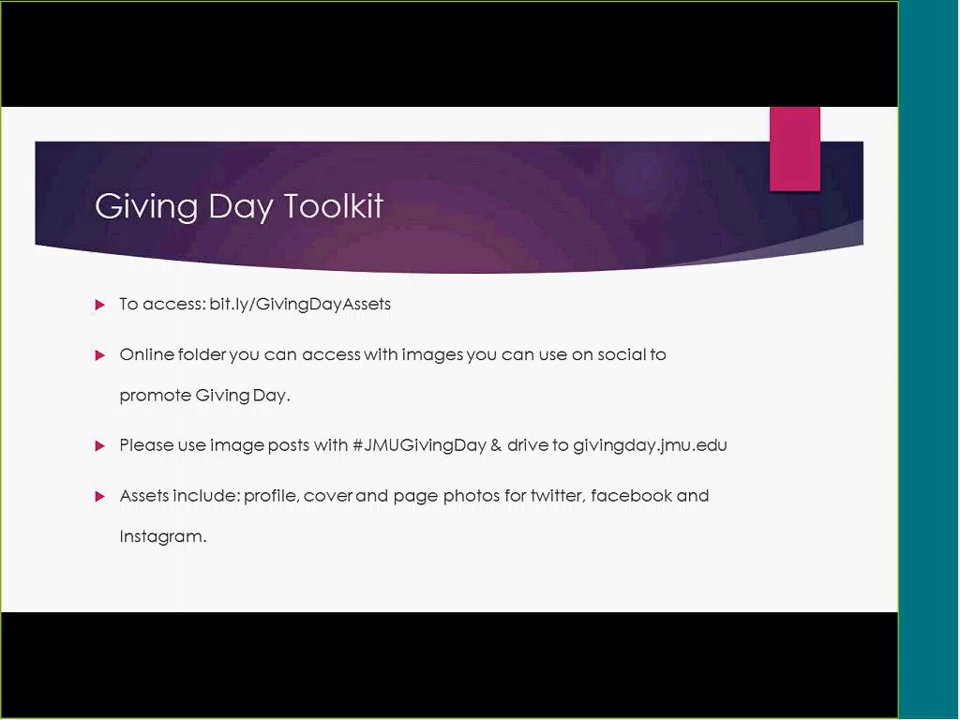 Giving Day Toolkit
To access: bit.ly/GivingDayAssets
Online folder you can access with images you can use on social to
promote Giving Day.
Please use image posts with #JMUGivingDay & drive to givingday.jmu.edu
Assets include: profile, cover and page photos for twitter, facebook and
Instagram.